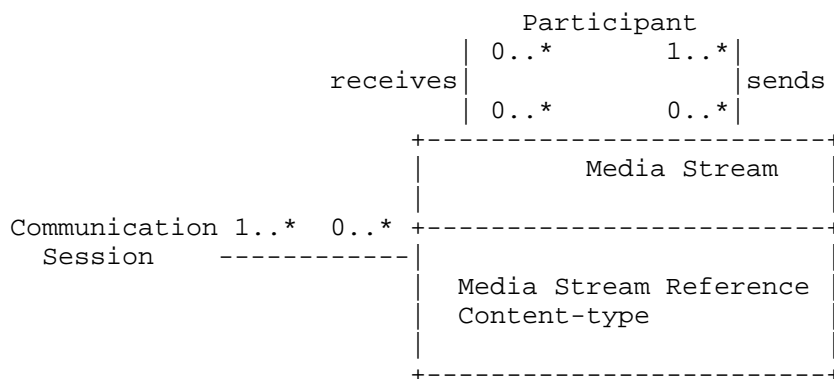 Participant
| 0..* 1..*|
receives| |sends
| 0..* 0..*|
+---------------------------+
| Media Stream |
| |
Communication 1..* 0..* +---------------------------+
Session ------------| |
| Media Stream Reference |
| Content-type |
| |
+---------------------------+